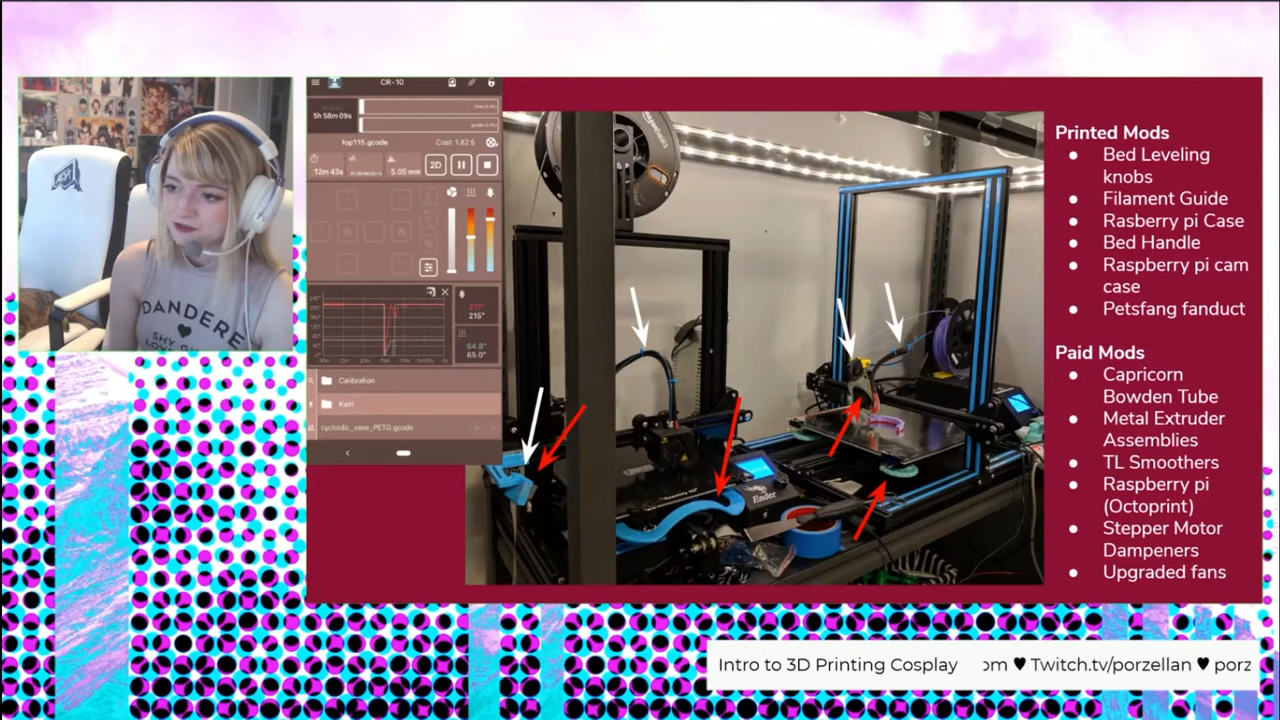 CR-10
5h 58m 09s
fop115.gcode
Cost: 1.82 $
12m 43s
5.05 mm
2D
217°
215°
64.8°
65.0°
Calibration
Keiri
cycloidic_vase_PETG.gcode
DANDERE
SHY
Ender
Printed Mods
● Bed Leveling
knobs
● Filament Guide
● Rasberry pi Case
● Bed Handle
● Raspberry pi cam
case
● Petsfang fanduct
Paid Mods
● Capricorn
Bowden Tube
● Metal Extruder
Assemblies
● TL Smoothers
● Raspberry pi
(Octoprint)
● Stepper Motor
Dampeners
● Upgraded fans
Intro to 3D Printing Cosplay
om ♥ Twitch.tv/porzellan ♥ porz